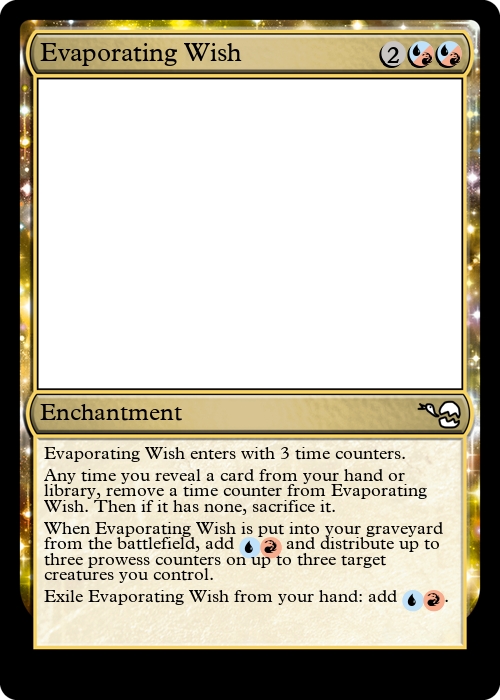 Evaporating Wish 2
Enchantment
Evaporating Wish enters with 3 time counters.
Any time you reveal a card from your hand or
library, remove a time counter from Evaporating
Wish. Then if it has none, sacrifice it.
When Evaporating Wish is put into your graveyard
from the battlefield, add and distribute up to
three prowess counters on up to three target
creatures you control.
Exile Evaporating Wish from your hand: add .